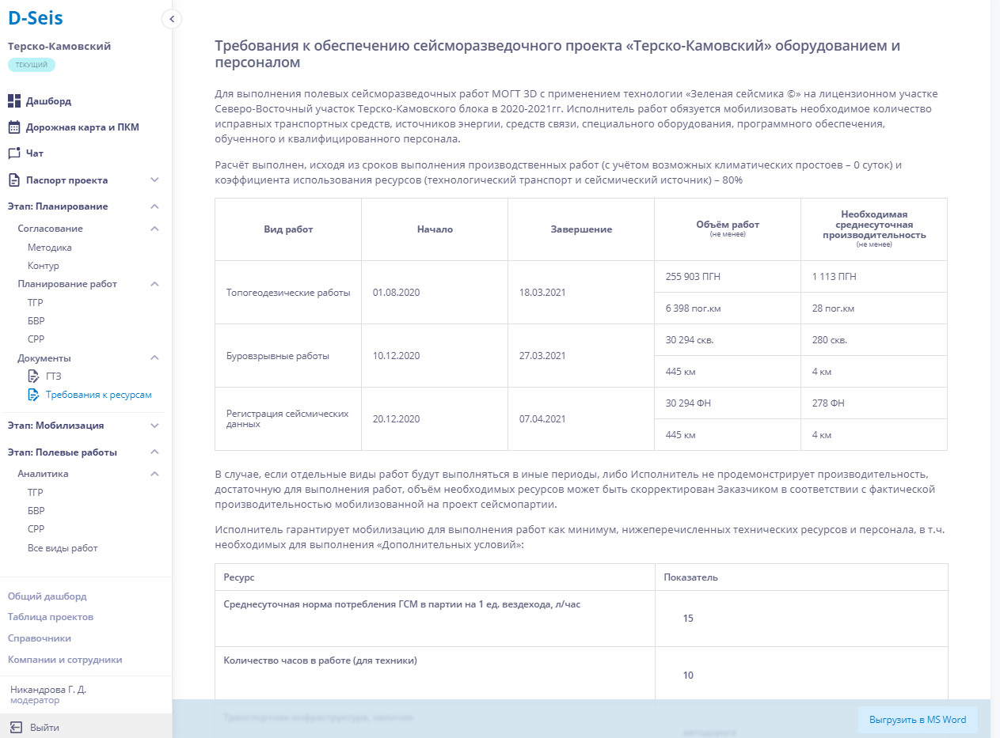 D-Seis
Терско-Камовский
ТЕКУЩИЙ
Дашборд
Дорожная карта и ПКМ
Чат
Паспорт проекта
Этап: Планирование
Согласование
Методика
Контур
Планирование работ
ТГР
БВР
СРР
Документы
ГТЗ
Требования к ресурсам
Этап: Мобилизация
Этап: Полевые работы
Аналитика
ТГР
БВР
СРР
Все виды работ
Общий дашборд
Таблица проектов
Справочники
Компании и сотрудники
Никандрова Г. Д.
модератор
Выйти
Требования к обеспечению сейсморазведочного проекта «Терско-Камовский» оборудованием и
персоналом
Для выполнения полевых сейсморазведочных работ МОГТ 3D с применением технологии «Зеленая сейсмика ©» на лицензионном участке
Северо-Восточный участок Терско-Камовского блока в 2020-2021гг. Исполнитель работ обязуется мобилизовать необходимое количество
исправных транспортных средств, источников энергии, средств связи, специального оборудования, программного обеспечения,
обученного и квалифицированного персонала.
Расчёт выполнен, исходя из сроков выполнения производственных работ (с учётом возможных климатических простоев – 0 суток) и
коэффициента использования ресурсов (технологический транспорт и сейсмический источник) – 80%
Вид работ
Начало
Завершение
Объём работ
(не менее)
Необходимая
среднесуточная
производительность
(не менее)
Топогеодезические работы
01.08.2020
18.03.2021
255 903 ПГН
1 113 ПГН
6 398 пог.км
28 пог.км
Буровзрывные работы
10.12.2020
27.03.2021
30 294 скв.
280 скв.
445 км
4 км
Регистрация сейсмических
данных
20.12.2020
07.04.2021
30 294 ФН
278 ФН
445 км
4 км
В случае, если отдельные виды работ будут выполняться в иные периоды, либо Исполнитель не продемонстрирует производительность,
достаточную для выполнения работ, объём необходимых ресурсов может быть скорректирован Заказчиком в соответствии с фактической
производительностью мобилизованной на проект сейсмопартии.
Исполнитель гарантирует мобилизацию для выполнения работ как минимум, нижеперечисленных технических ресурсов и персонала, в т.ч.
необходимых для выполнения «Дополнительных условий»:
Ресурс
Показатель
Среднесуточная норма потребления ГСМ в партии на 1 ед. вездехода, л/час
15
Количество часов в работе (для техники)
10
Выгрузить в MS Word